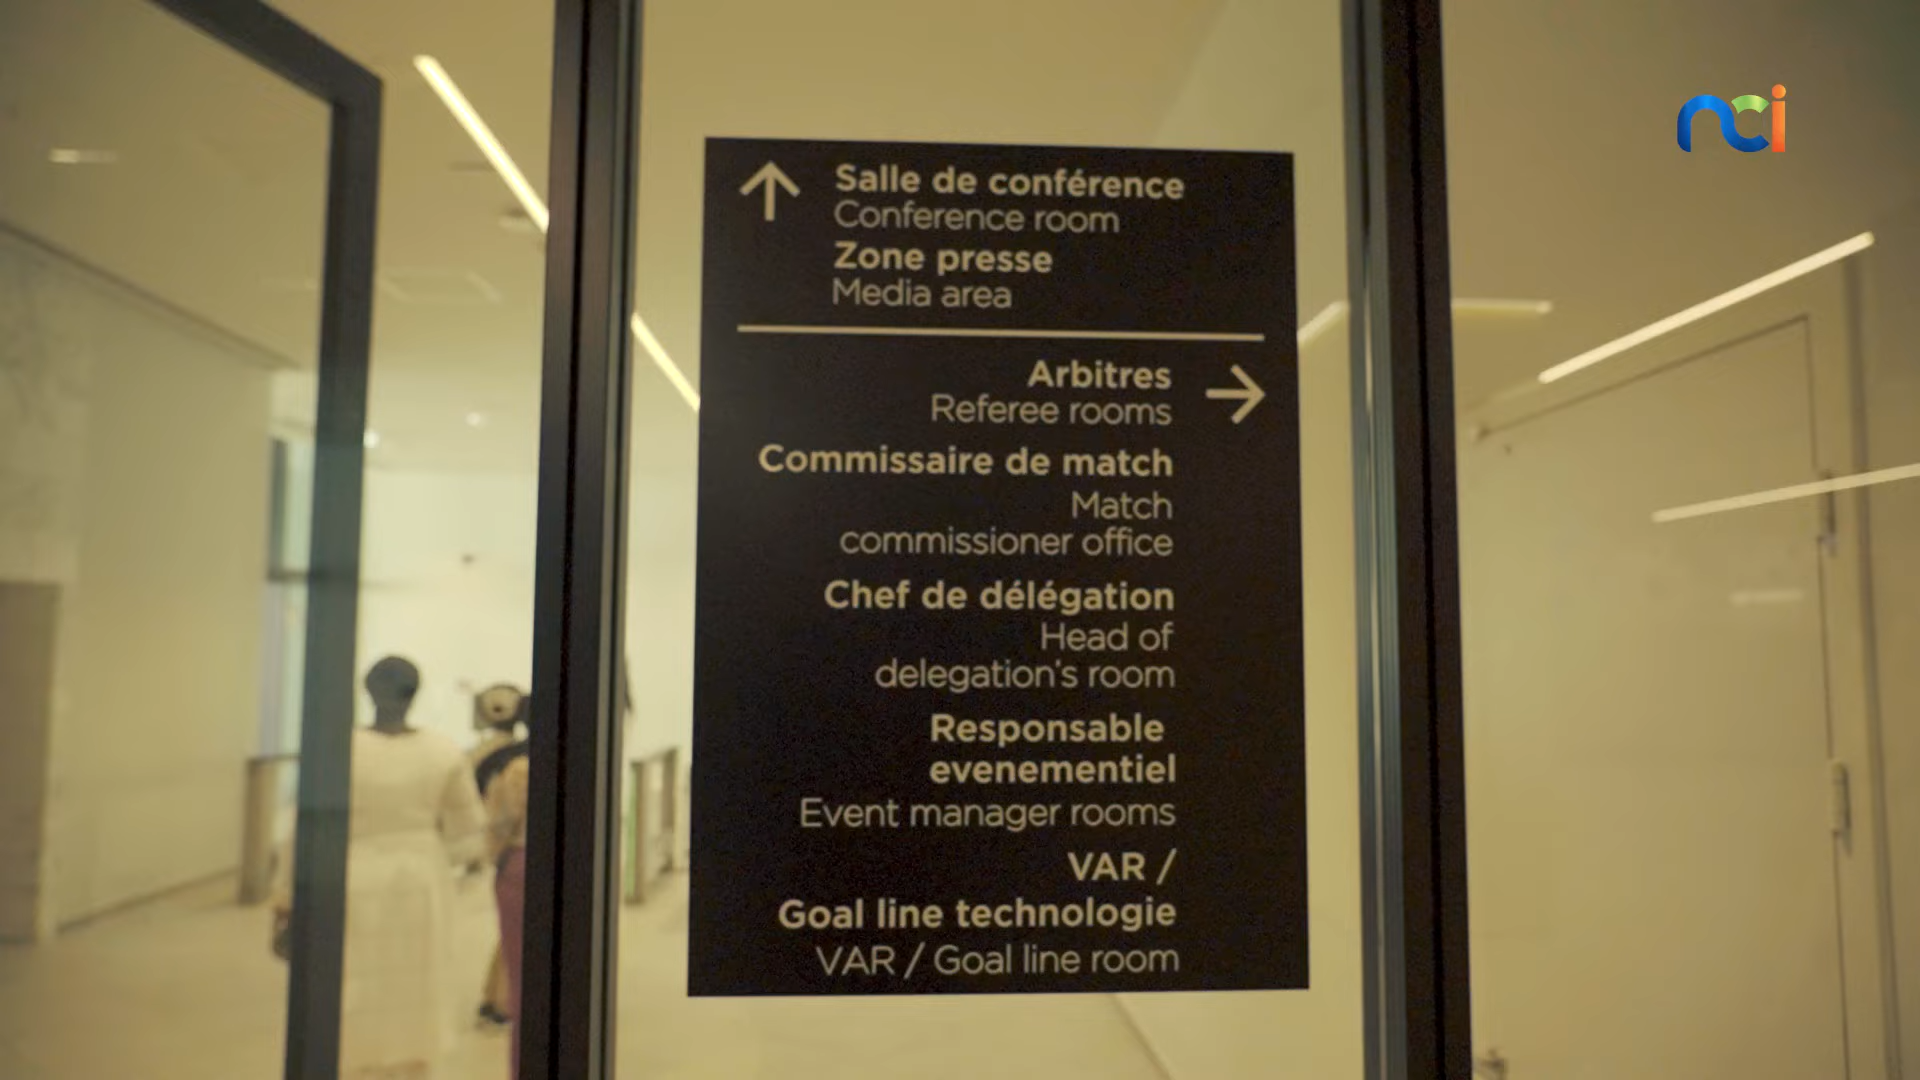 nci
Salle de conférence
Conference room
Zone presse
Media area
Arbitres
Referee rooms
Commissaire de match
Match
commissioner office
Chef de délégation
Head of
delegation's room
Responsable
evenementiel
Event manager rooms
VAR /
Goal line technologie
VAR / Goal line room